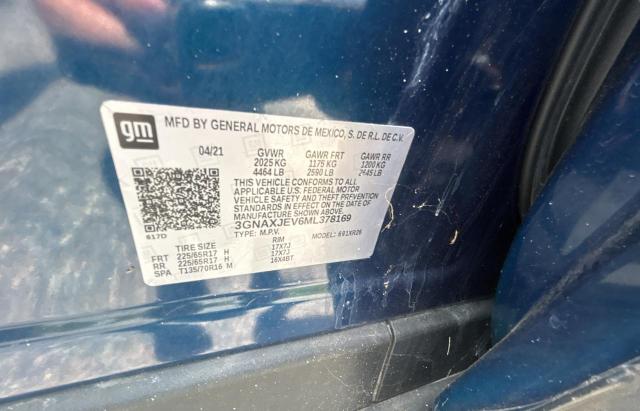 gm
MFD BY GENERAL MOTORS DE MEXICO, S. DE R.L. DE C.V.
04/21 GVWR GAWR FRT GAWR RR
2025 KG 1175 KG 1200 KG
4464 LB 2590 LB 2645 LB
THIS VEHICLE CONFORMS TO ALL
APPLICABLE U.S. FEDERAL MOTOR
VEHICLE SAFETY AND THEFT PREVENTION
STANDARDS IN EFFECT ON THE DATE OF
MANUFACTURE SHOWN ABOVE.
3GNAXJEV6ML378169
617D TYPE: M.P.V. MODEL: 691XR26
TIRE SIZE RIM
FRT 225/65R17 H 17X7J
RR 225/65R17 H 17X7J
SPA T135/70R16 M 16X4BT